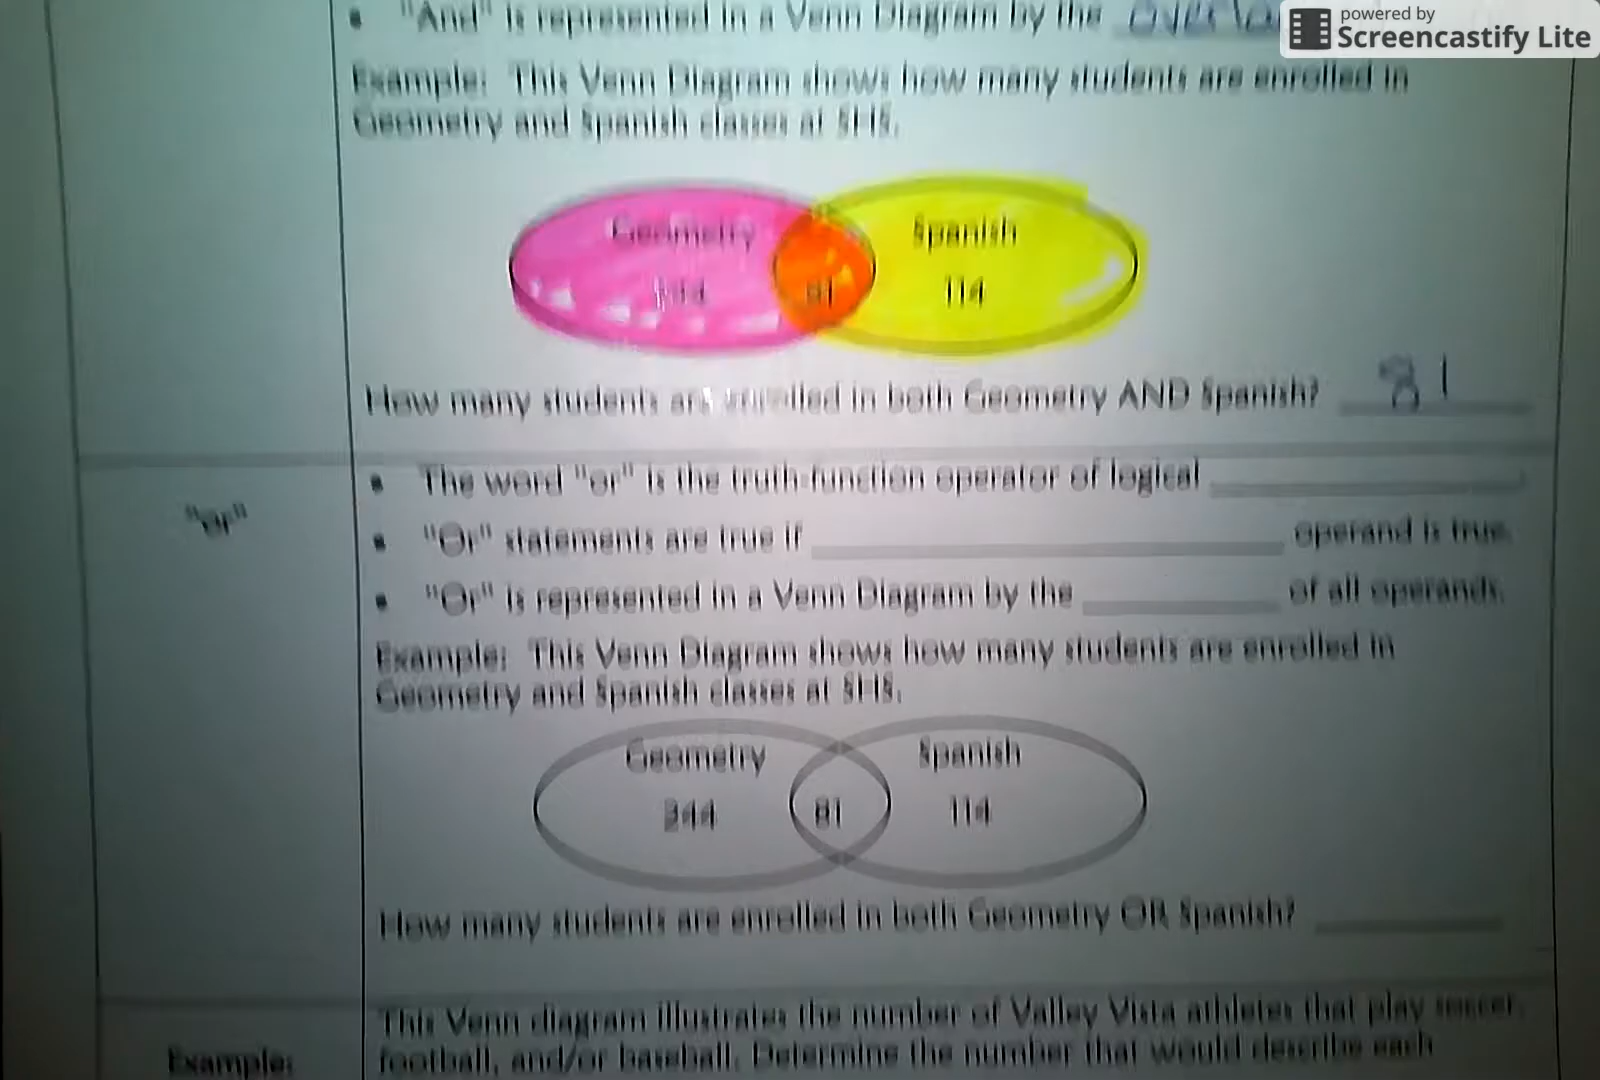 "And" is represented in a Venn Diagram by the
powered by
Screencastify Lite
Example: This Venn Diagram shows how many students are enrolled in
Geometry and Spanish classes at SHS.
Geometry Spanish
81 114
How many students are enrolled in both Geometry AND Spanish? 81
The word "or" is the truth-function operator of logical
"or"
"Or" statements are true if operand is true.
"Or" is represented in a Venn Diagram by the of all operands.
Example: This Venn Diagram shows how many students are enrolled in
Geometry and Spanish classes at SHS.
Geometry Spanish
344 81 114
How many students are enrolled in both Geometry OR Spanish?
This Venn diagram illustrates the number of Valley Vista athletes that play soccer,
Example: football, and/or baseball. Determine the number that would describe each